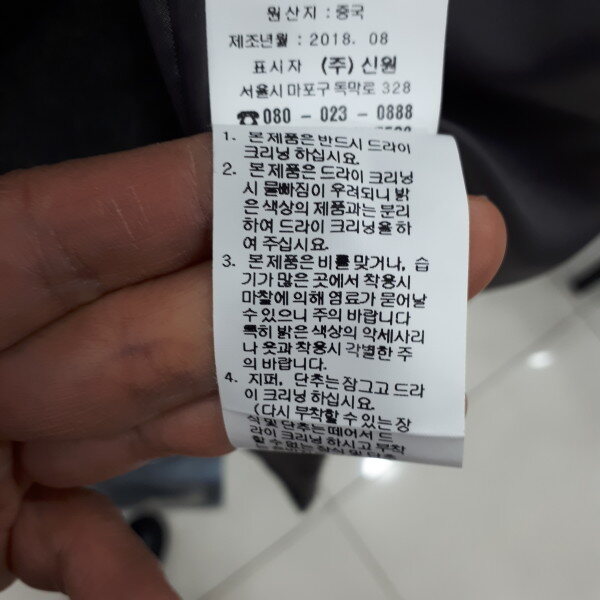 원산지 : 중국
제조년월 : 2018. 08
표시자 (주) 신원
서울시 마포구 독막로 328
☎080 - 023 - 0888
1. 본 제품은 반드시 드라이
크리닝 하십시요.
2. 본 제품은 드라이 크리닝
시 물빠짐이 우려되니 밝
은 색상의 제품과는 분리
하여 드라이 크리닝을 하
여 주십시요.
3. 본 제품은 비를 맞거나, 습
기가 많은 곳에서 착용시
마찰에 의해 염료가 묻어날
수 있으니 주의 바랍니다
특히 밝은 색상의 악세사리
나 옷과 착용시 각별한 주
의 바랍니다.
4. 지퍼, 단추는 잠그고 드라
이 크리닝 하십시요.
(다시 부착할 수 있는 장
식 및 단추는 떼어서 드
라이 크리닝 하시고 부착
할 수 없는 장식 및